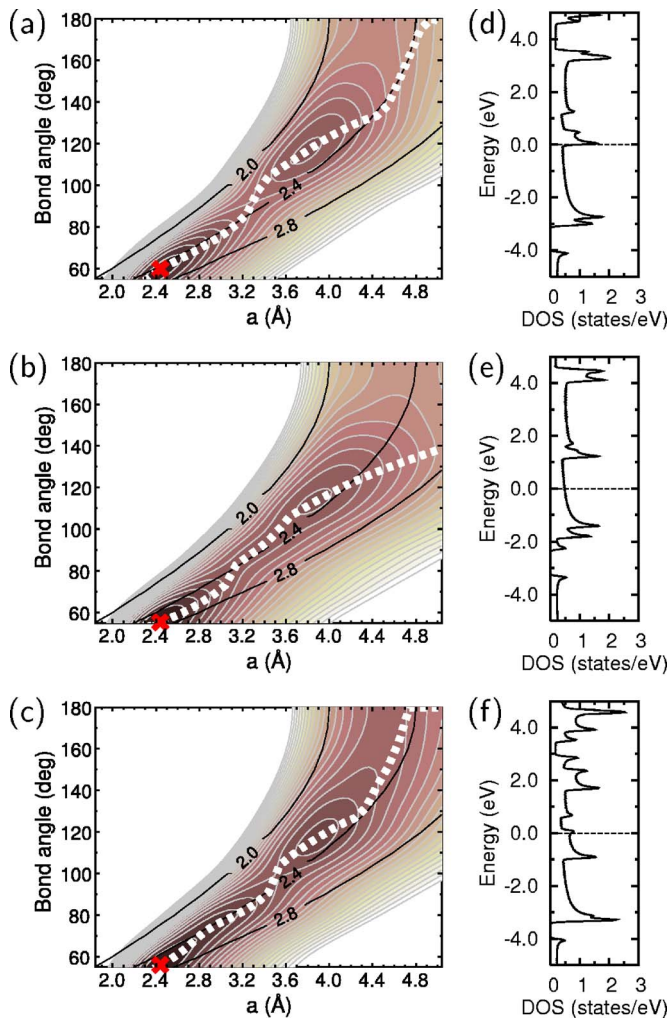 (a)
Bond angle (deg)
180
160
140
120
100
80
60
2.0
2.4
2.8
2.0 2.4 2.8 3.2 3.6 4.0 4.4 4.8
a (Å)
(d)
Energy (eV)
4.0
2.0
0.0
-2.0
-4.0
0 1 2 3
DOS (states/eV)
(b)
Bond angle (deg)
180
160
140
120
100
80
60
2.0
2.4
2.8
2.0 2.4 2.8 3.2 3.6 4.0 4.4 4.8
a (Å)
(e)
Energy (eV)
4.0
2.0
0.0
-2.0
-4.0
0 1 2 3
DOS (states/eV)
(c)
Bond angle (deg)
180
160
140
120
100
80
60
2.0
2.4
2.8
2.0 2.4 2.8 3.2 3.6 4.0 4.4 4.8
a (Å)
(f)
Energy (eV)
4.0
2.0
0.0
-2.0
-4.0
0 1 2 3
DOS (states/eV)